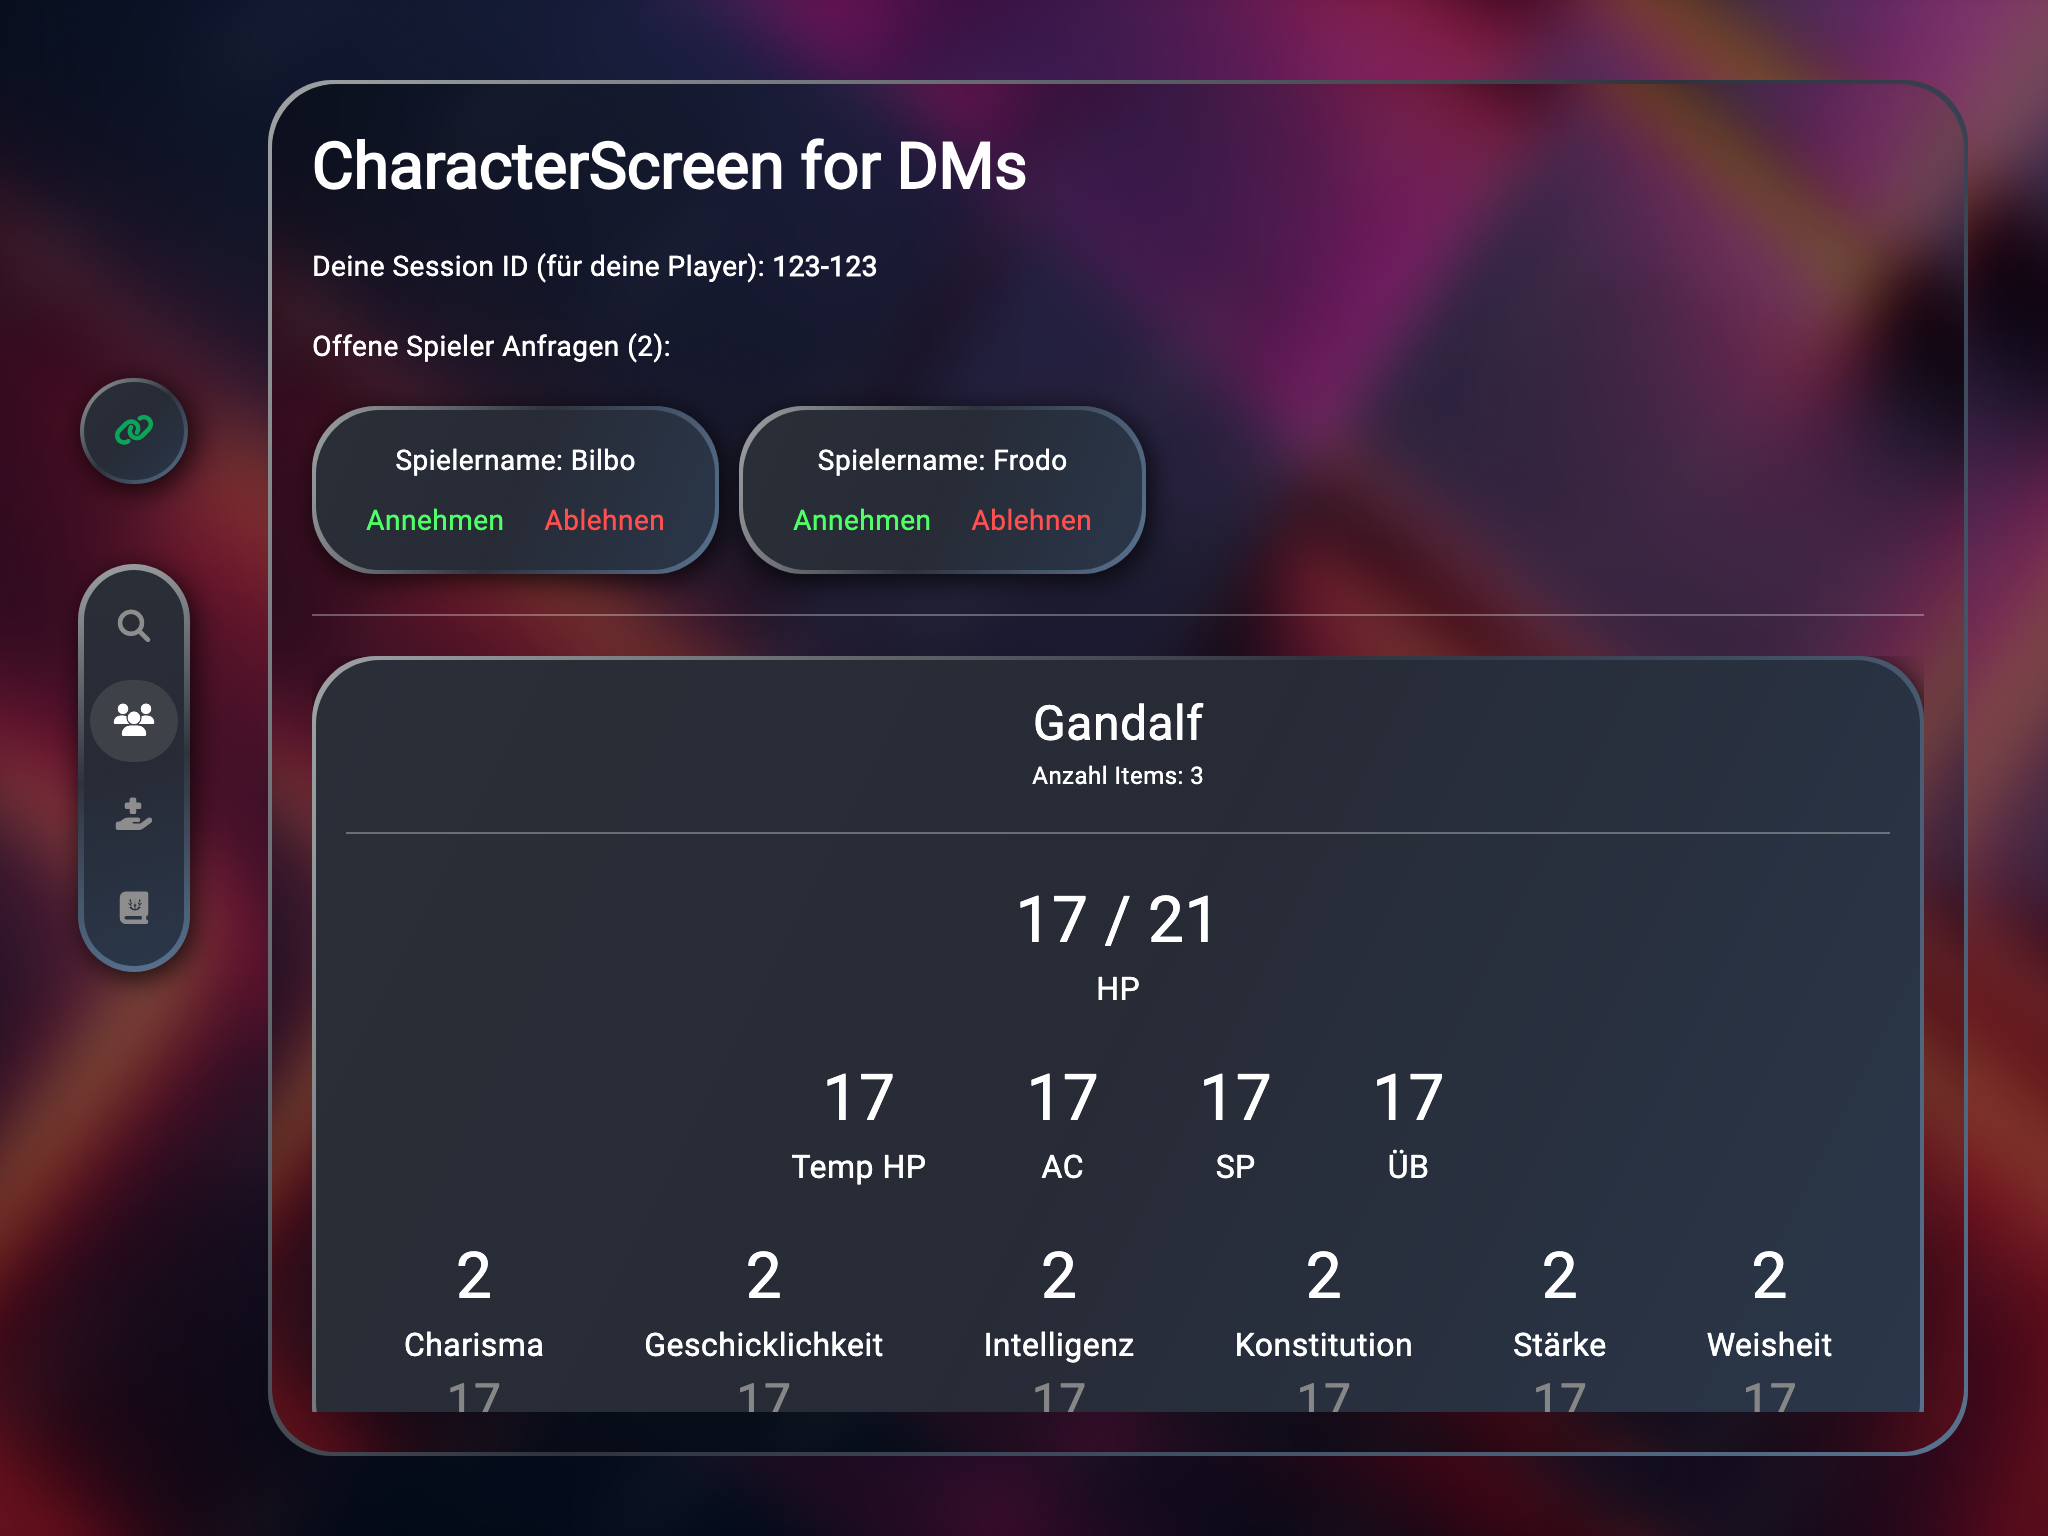 CharacterScreen for DMs
Deine Session ID (für deine Player): 123-123
Offene Spieler Anfragen (2):
Spielername: Bilbo
Annehmen Ablehnen
Spielername: Frodo
Annehmen Ablehnen
Gandalf
Anzahl Items: 3
17 / 21
HP
17 17 17 17
Temp HP AC SP ÜB
2 2 2 2 2 2
Charisma Geschicklichkeit Intelligenz Konstitution Stärke Weisheit
17 17 17 17 17 17